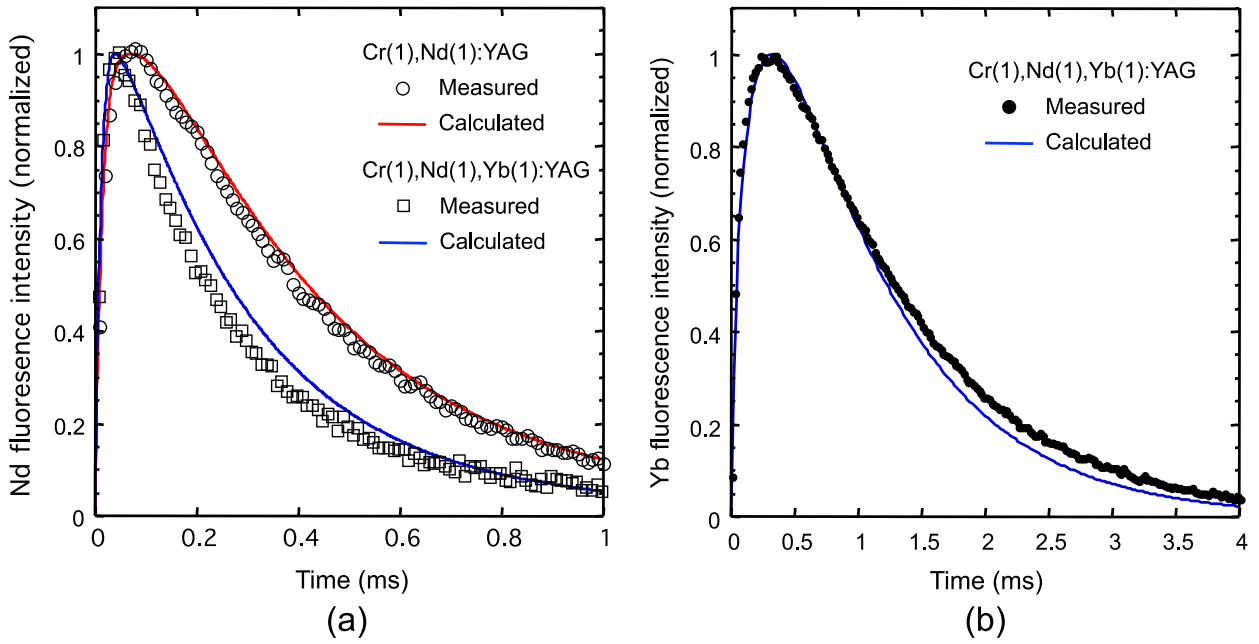 Nd fluoresence intensity (normalized)
1
0.8
0.6
0.4
0.2
0
0
0.2
0.4
0.6
0.8
1
Time (ms)
(a)
Cr(1),Nd(1):YAG
Measured
Calculated
Cr(1),Nd(1),Yb(1):YAG
Measured
Calculated
Yb fluorescence intensity (normalized)
1
0.8
0.6
0.4
0.2
0
0
0.5
1
1.5
2
2.5
3
3.5
4
Time (ms)
(b)
Cr(1),Nd(1),Yb(1):YAG
Measured
Calculated